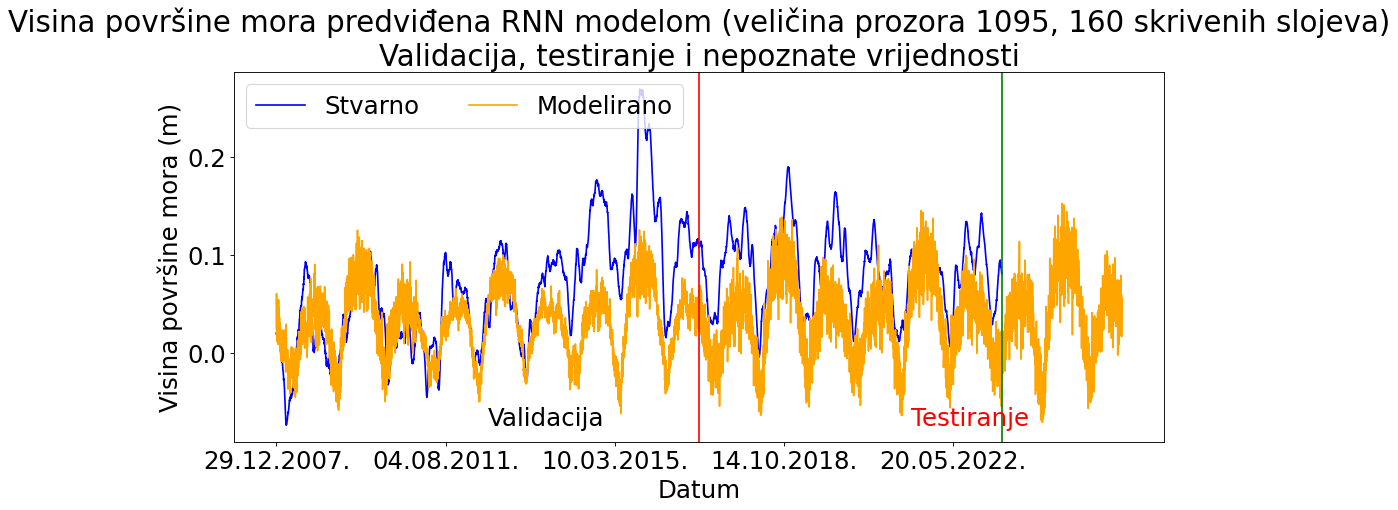 Visina površine mora predviđena RNN modelom (veličina prozora 1095, 160 skrivenih slojeva)
Validacija, testiranje i nepoznate vrijednosti
Stvarno Modelirano
Visina površine mora (m)
0.2
0.1
0.0
Validacija Testiranje
29.12.2007. 04.08.2011. 10.03.2015. 14.10.2018. 20.05.2022.
Datum